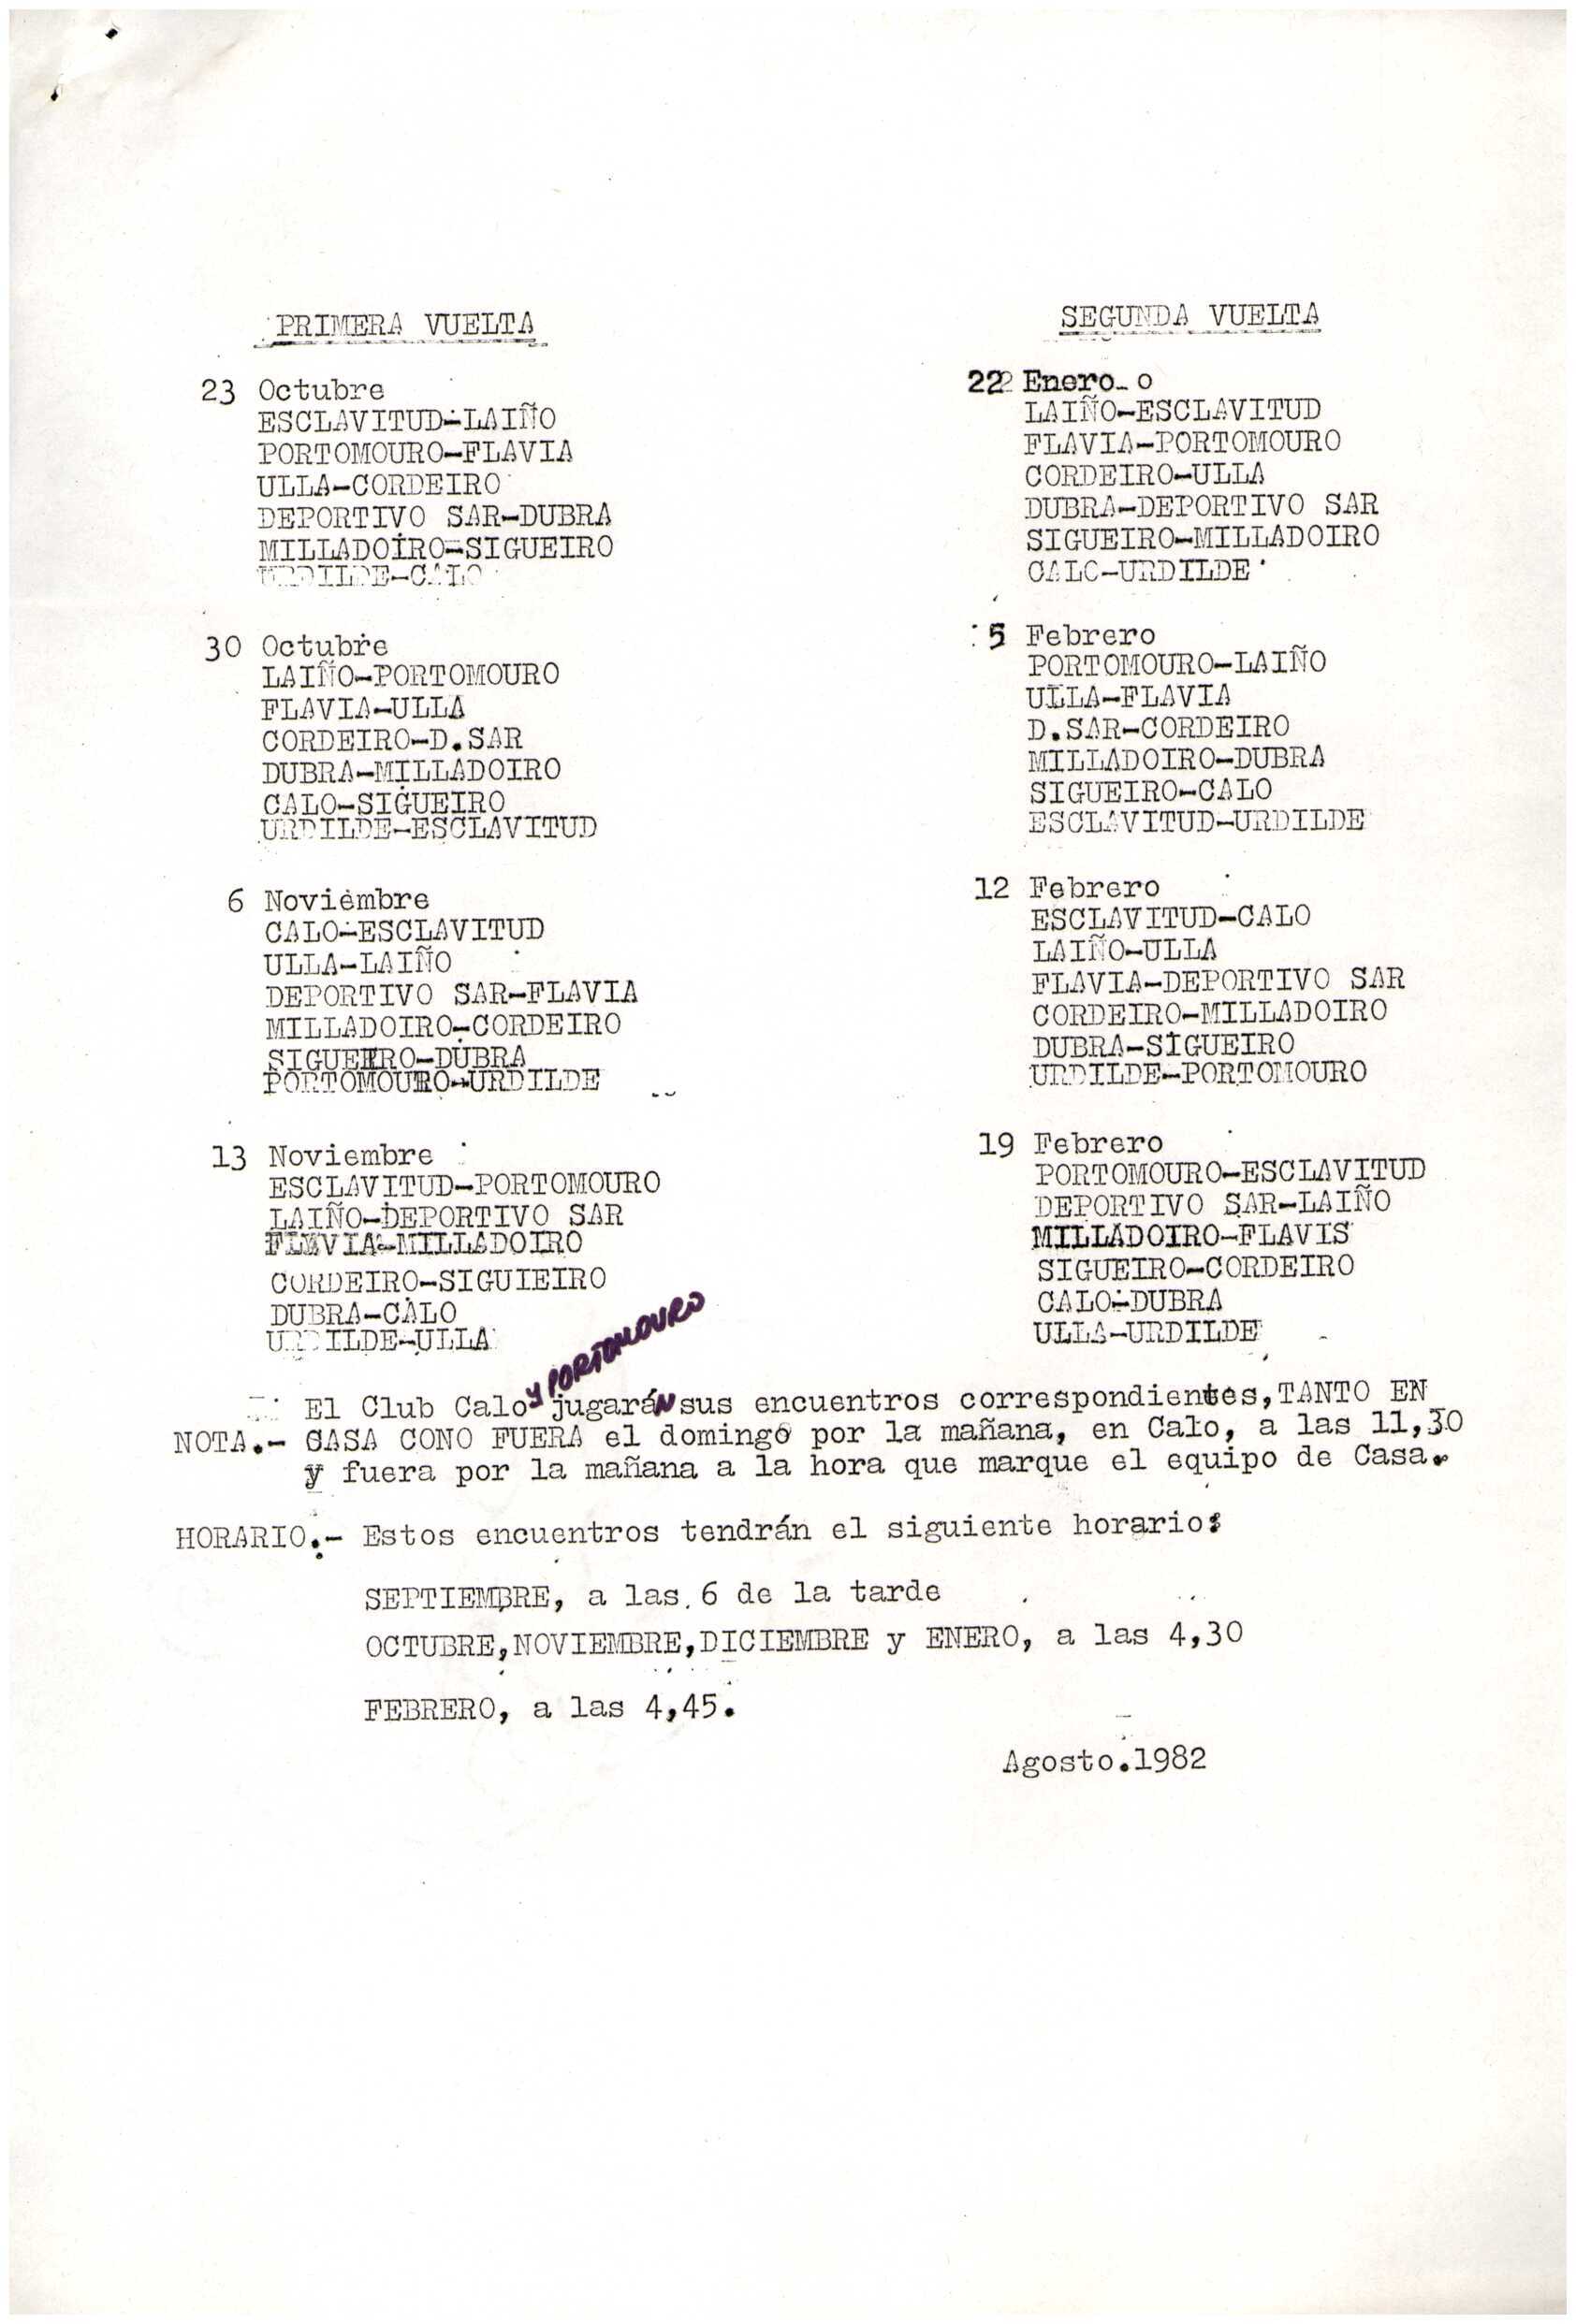 PRIMERA VUELTA
23 Octubre
ESCLAVITUD-LAIÑO
PORTOMOURO-FLAVIA
ULLA-CORDEIRO
DEPORTIVO SAR-DUBRA
MILLADOIRO-SIGUEIRO
URDILDE-CALO
30 Octubre
LAIÑO-PORTOMOURO
FLAVIA-ULLA
CORDEIRO-D.SAR
DUBRA-MILLADOIRO
CALO-SIGUEIRO
URDILDE-ESCLAVITUD
6 Noviembre
CALO-ESCLAVITUD
ULLA-LAIÑO
DEPORTIVO SAR-FLAVIA
MILLADOIRO-CORDEIRO
SIGUEIRO-DUBRA
PORTOMOURO-URDILDE
13 Noviembre
ESCLAVITUD-PORTOMOURO
LAIÑO-DEPORTIVO SAR
FLAVIA-MILLADOIRO
CORDEIRO-SIGUIEIRO
DUBRA-CALO
URDILDE-ULLA
SEGUNDA VUELTA
22 Enero
LAIÑO-ESCLAVITUD
FLAVIA-PORTOMOURO
CORDEIRO-ULLA
DUBRA-DEPORTIVO SAR
SIGUEIRO-MILLADOIRO
CALO-URDILDE
5 Febrero
PORTOMOURO-LAIÑO
ULLA-FLAVIA
D.SAR-CORDEIRO
MILLADOIRO-DUBRA
SIGUEIRO-CALO
ESCLAVITUD-URDILDE
12 Febrero
ESCLAVITUD-CALO
LAIÑO-ULLA
FLAVIA-DEPORTIVO SAR
CORDEIRO-MILLADOIRO
DUBRA-SIGUEIRO
URDILDE-PORTOMOURO
19 Febrero
PORTOMOURO-ESCLAVITUD
DEPORTIVO SAR-LAIÑO
MILLADOIRO-FLAVIS
SIGUEIRO-CORDEIRO
CALO-DUBRA
ULLA-URDILDE
El Club Calo Y PORTOMOURO jugaráN sus encuentros correspondientes,TANTO EN
NOTA.- CASA CONO FUERA el domingo por la mañana, en Calo, a las 11,30
y fuera por la mañana a la hora que marque el equipo de Casa.
HORARIO.- Estos encuentros tendrán el siguiente horario:
SEPTIEMBRE, a las 6 de la tarde
OCTUBRE,NOVIEMBRE,DICIEMBRE y ENERO, a las 4,30
FEBRERO, a las 4,45.
Agosto.1982